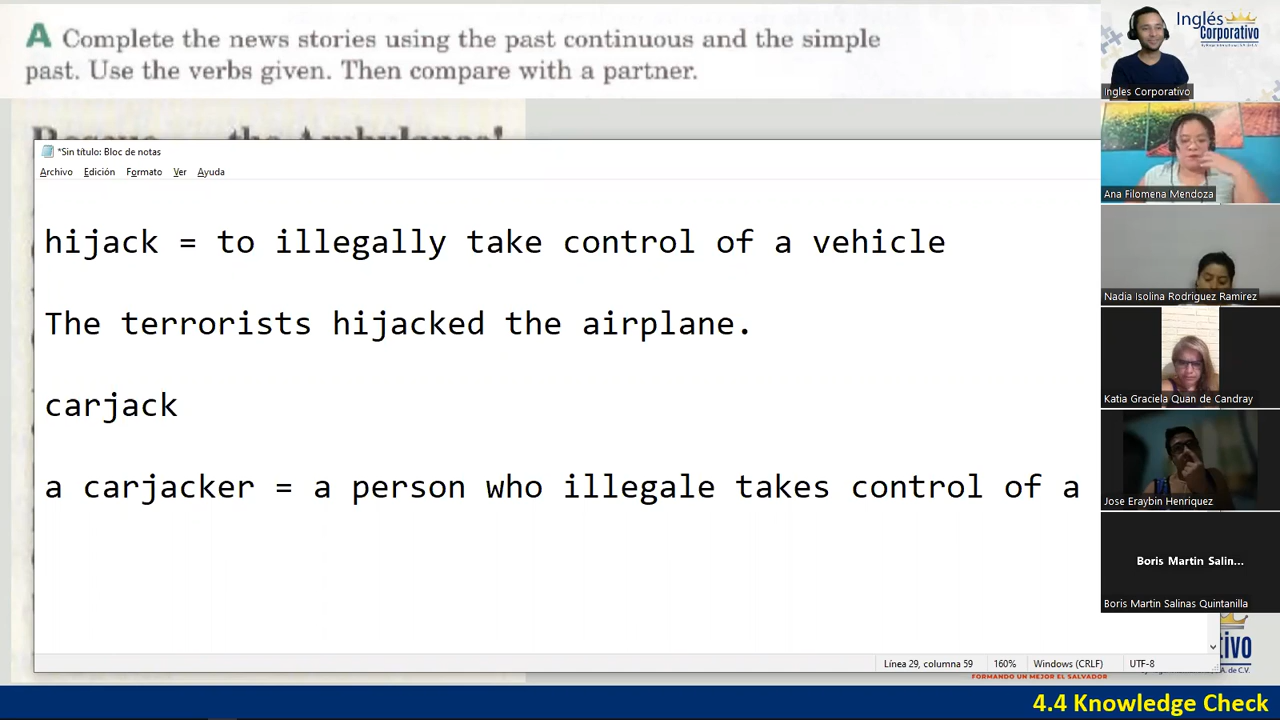 A Complete the news stories using the past continuous and the simple
past. Use the verbs given. Then compare with a partner.
*Sin título: Bloc de notas
Archivo Edición Formato Ver Ayuda
hijack = to illegally take control of a vehicle
The terrorists hijacked the airplane.
carjack
a carjacker = a person who illegale takes control of a
Línea 29, columna 59 160% Windows (CRLF) UTF-8
FORMANDO UN MEJOR EL SALVADOR
4.4 Knowledge Check
Inglés
Corporativo
Ingles Corporativo
Ana Filomena Mendoza
Nadia Isolina Rodriguez Ramirez
Katia Graciela Quan de Candray
Jose Eraybin Henriquez
Boris Martin Salin...
Boris Martin Salinas Quintanilla